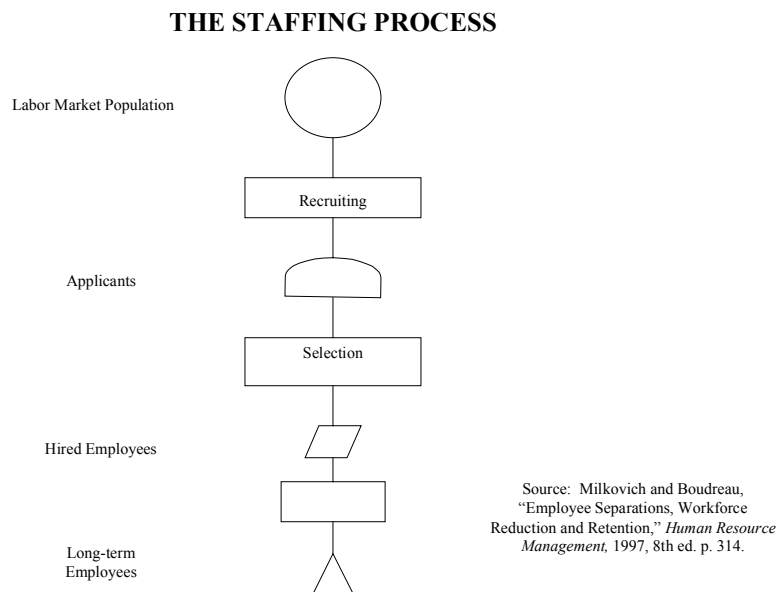 THE STAFFING PROCESS
Labor Market Population
Recruiting
Applicants
Selection
Hired Employees
Source: Milkovich and Boudreau,
“Employee Separations, Workforce
Reduction and Retention,” Human Resource
Management, 1997, 8th ed. p. 314.
Long-term
Employees